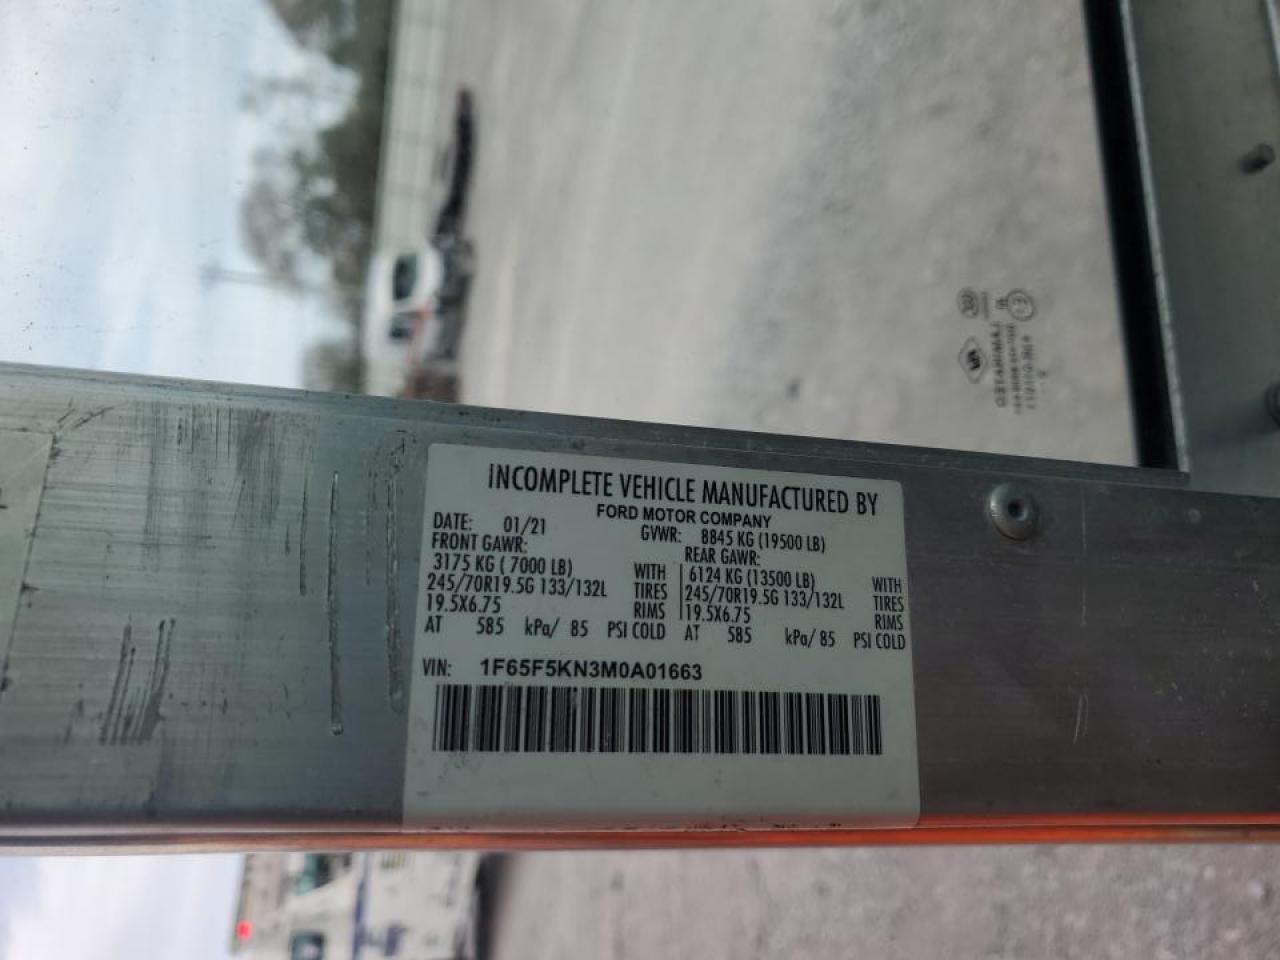 INCOMPLETE VEHICLE MANUFACTURED BY
FORD MOTOR COMPANY
DATE: 01/21 GVWR: 8845 KG (19500 LB)
FRONT GAWR: REAR GAWR:
3175 KG ( 7000 LB) WITH 6124 KG (13500 LB) WITH
245/70R19.5G 133/132L TIRES 245/70R19.5G 133/132L TIRES
19.5X6.75 RIMS 19.5X6.75 RIMS
AT 585 kPa/ 85 PSI COLD AT 585 kPa/ 85 PSI COLD
VIN: 1F65F5KN3M0A01663
LAMINATED